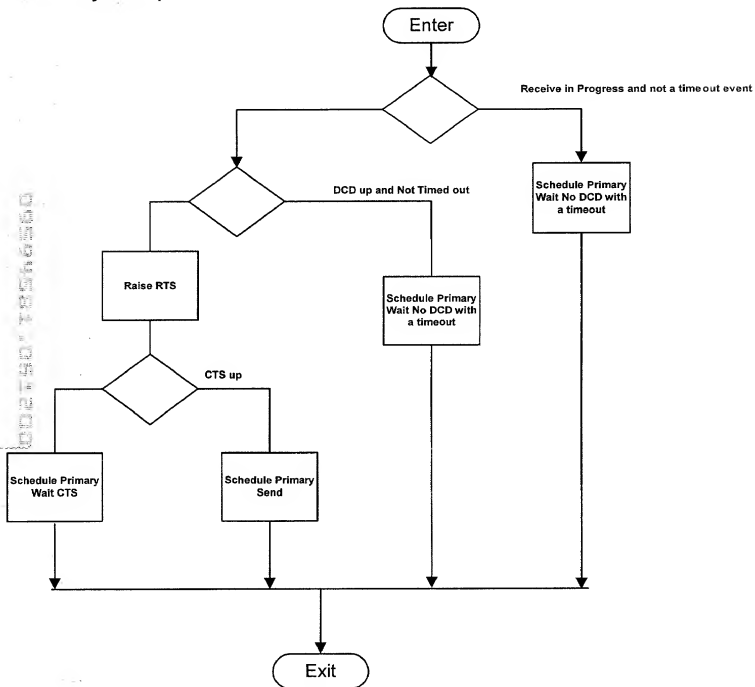 Enter
Receive in Progress and not a timeout event
DCD up and Not Timed out
Schedule Primary
Wait No DCD with
a timeout
Raise RTS
Schedule Primary
Wait No DCD with
a timeout
CTS up
Schedule Primary
Wait CTS
Schedule Primary
Send
Exit